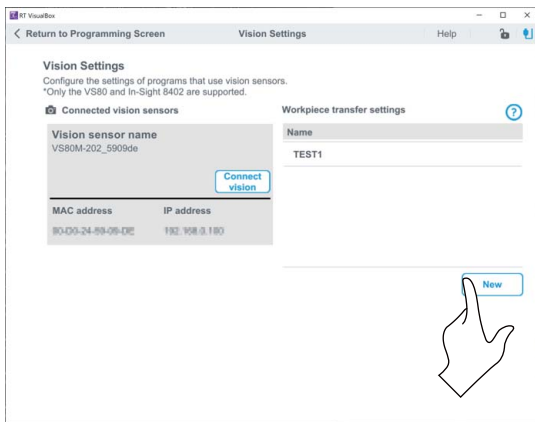 RT VisualBox
Return to Programming Screen
Vision Settings
Help
Vision Settings
Configure the settings of programs that use vision sensors.
*Only the VS80 and In-Sight 8402 are supported.
Connected vision sensors
Vision sensor name
VS80M-202_5909de
Connect
vision
MAC address
IP address
Workpiece transfer settings
?
Name
TEST1
New